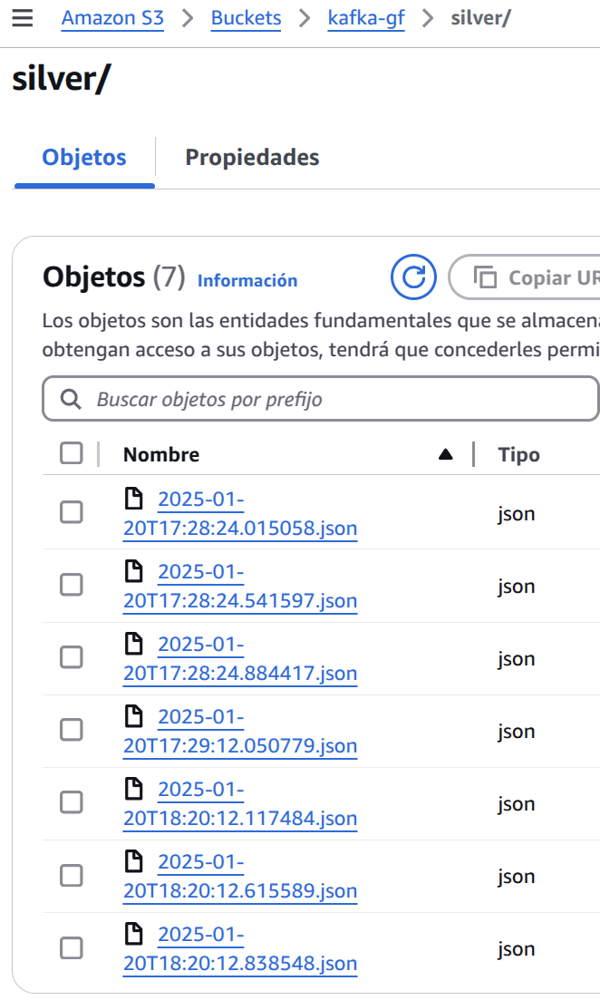 Amazon S3 > Buckets > kafka-gf > silver/
silver/
Objetos Propiedades
Objetos (7) Información Copiar UR
Los objetos son las entidades fundamentales que se almacena
obtengan acceso a sus objetos, tendrá que concederles permi
Buscar objetos por prefijo
Nombre Tipo
2025-01-
20T17:28:24.015058.json json
2025-01-
20T17:28:24.541597.json json
2025-01-
20T17:28:24.884417.json json
2025-01-
20T17:29:12.050779.json json
2025-01-
20T18:20:12.117484.json json
2025-01-
20T18:20:12.615589.json json
2025-01-
20T18:20:12.838548.json json